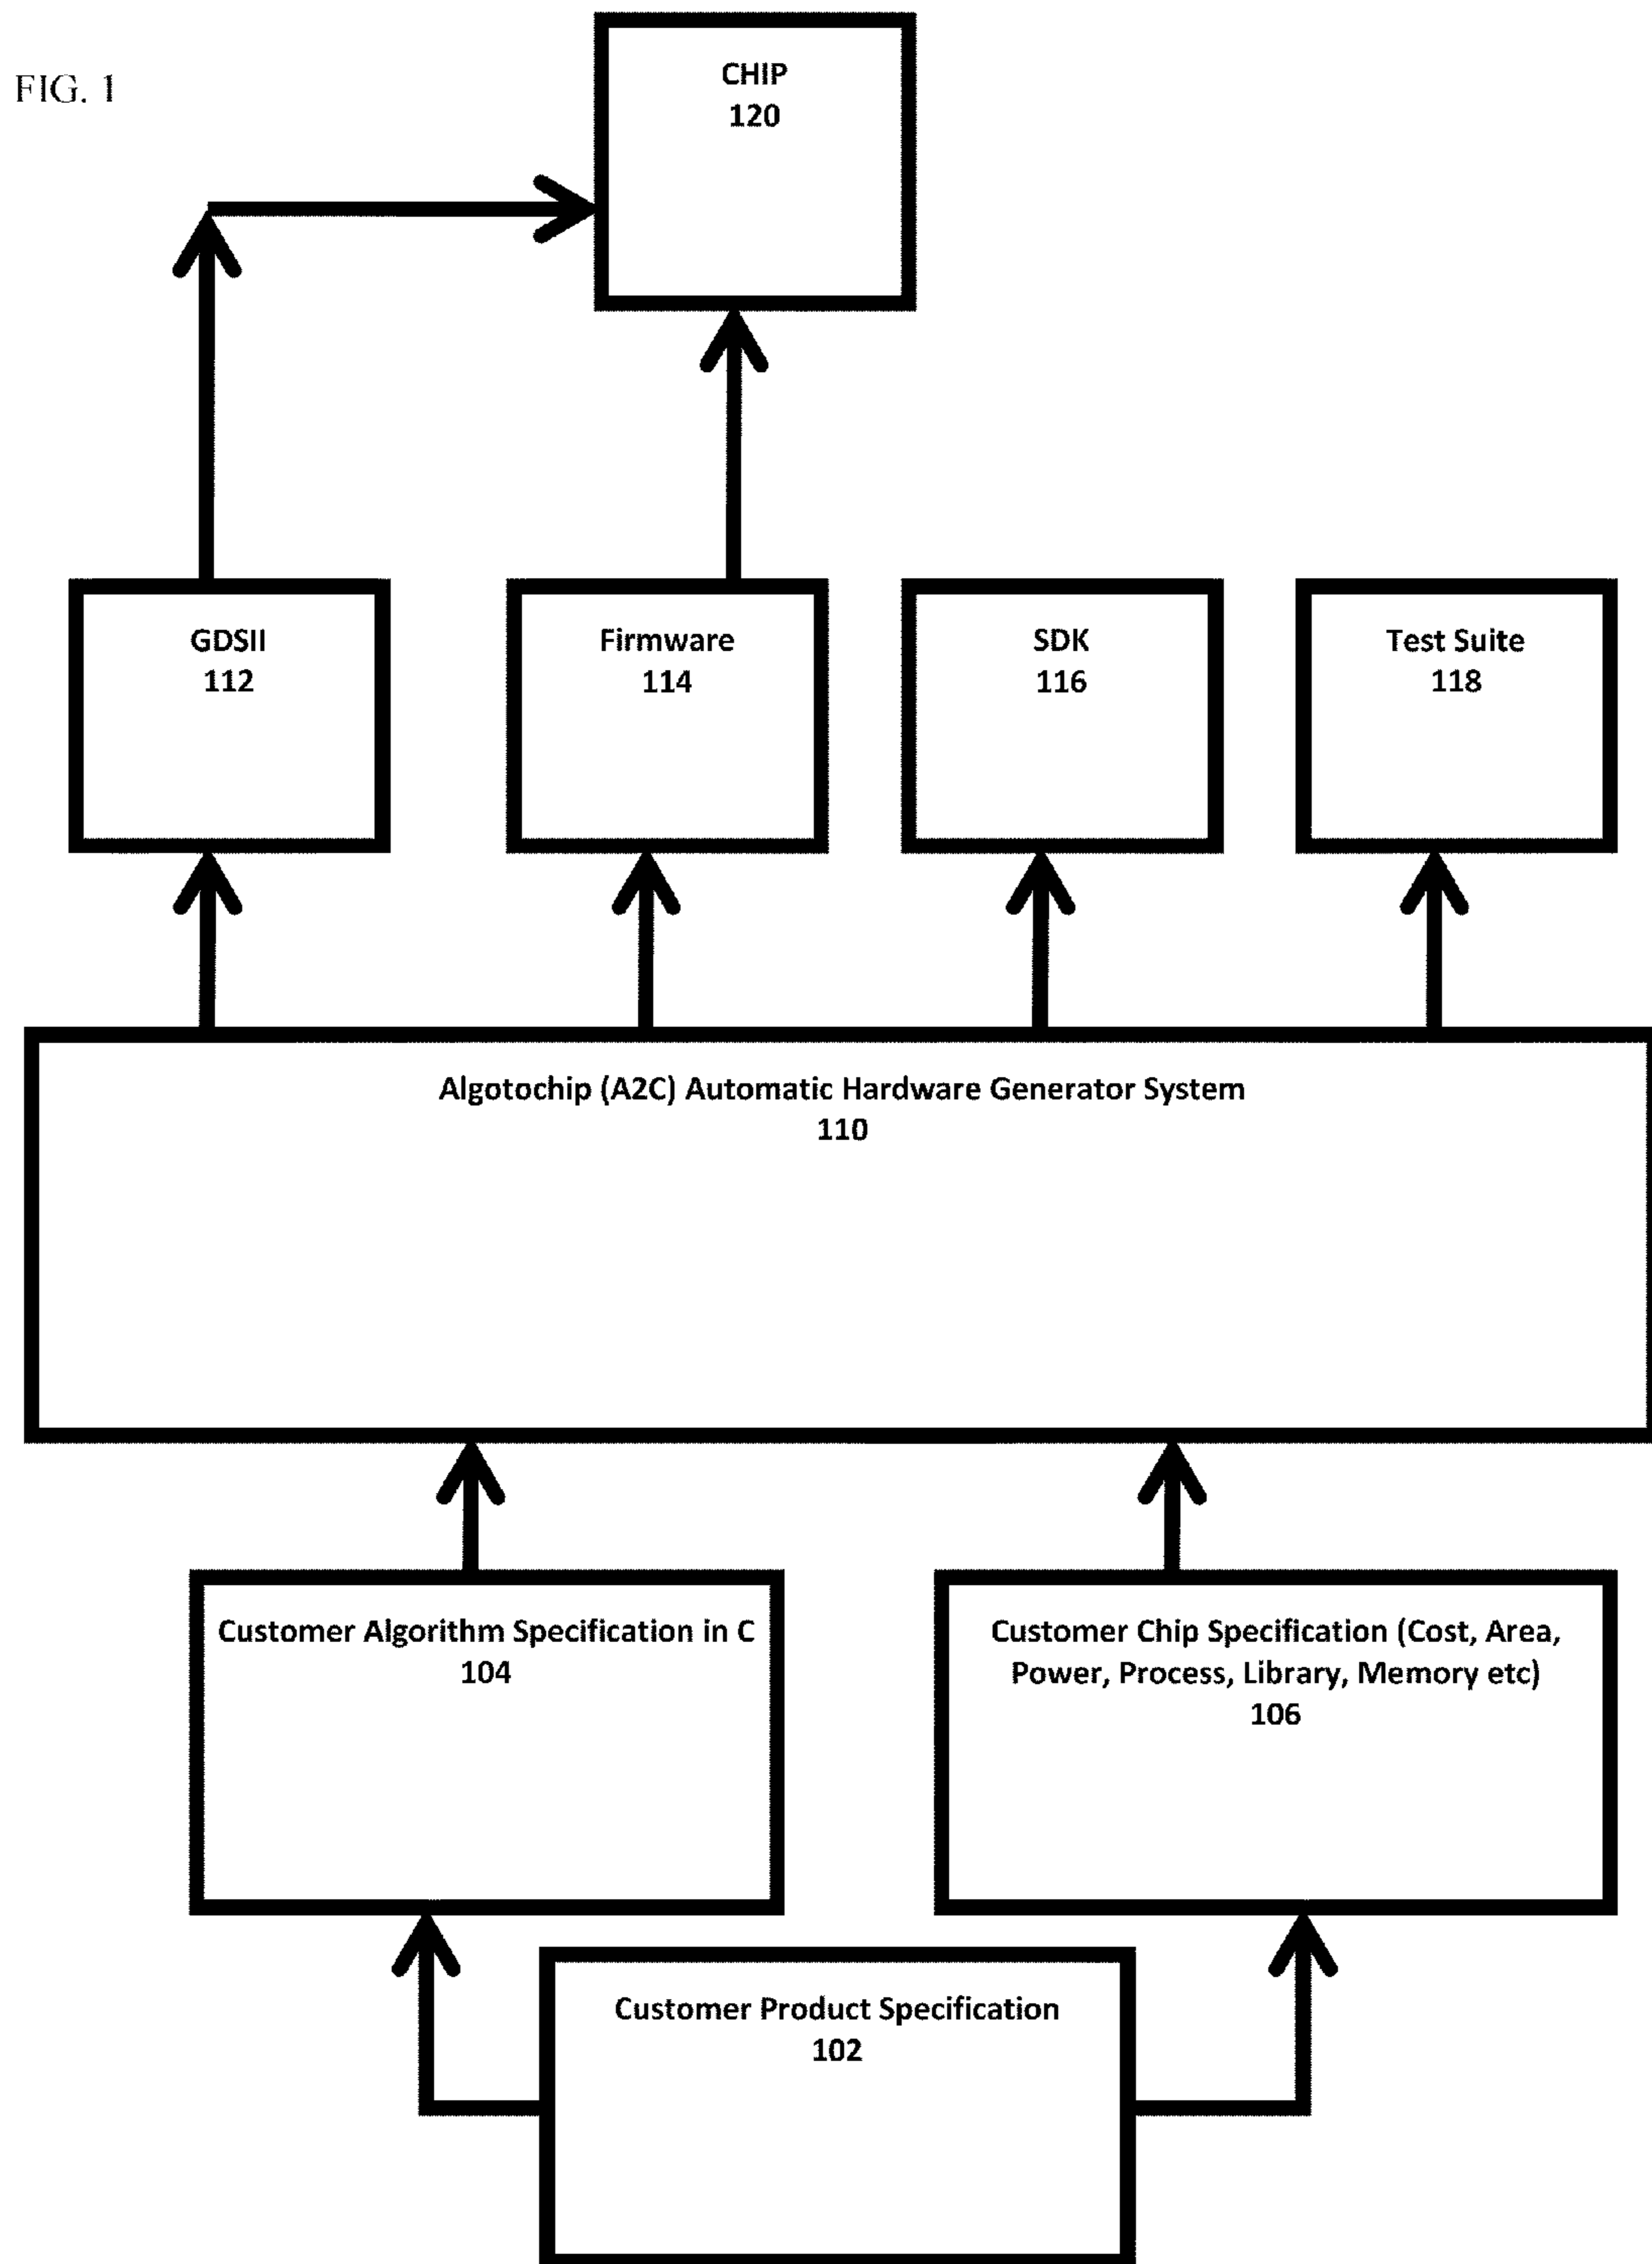 FIG. 1
CHIP
120
GDSII
112
Firmware
114
SDK
116
Test Suite
118
Algotochip (A2C) Automatic Hardware Generator System
110
Customer Algorithm Specification in C
104
Customer Chip Specification (Cost, Area,
Power, Process, Library, Memory etc)
106
Customer Product Specification
102